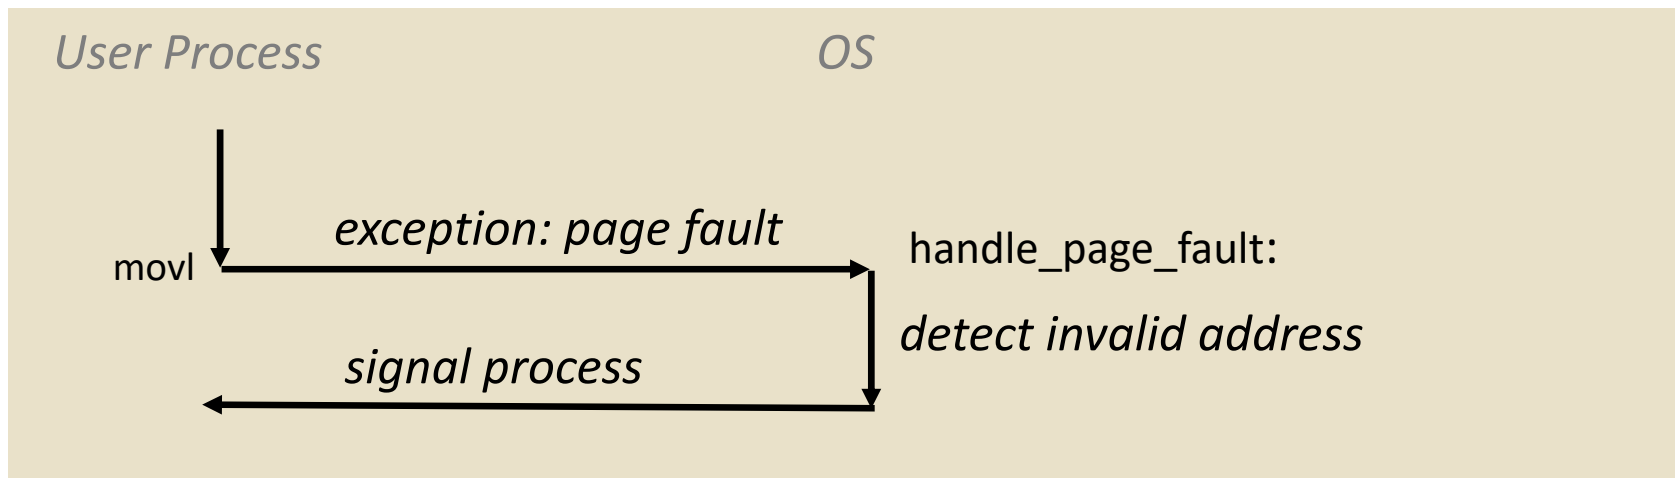 User Process
OS
exception: page fault
handle_page_fault:
movl
detect invalid address
signal process